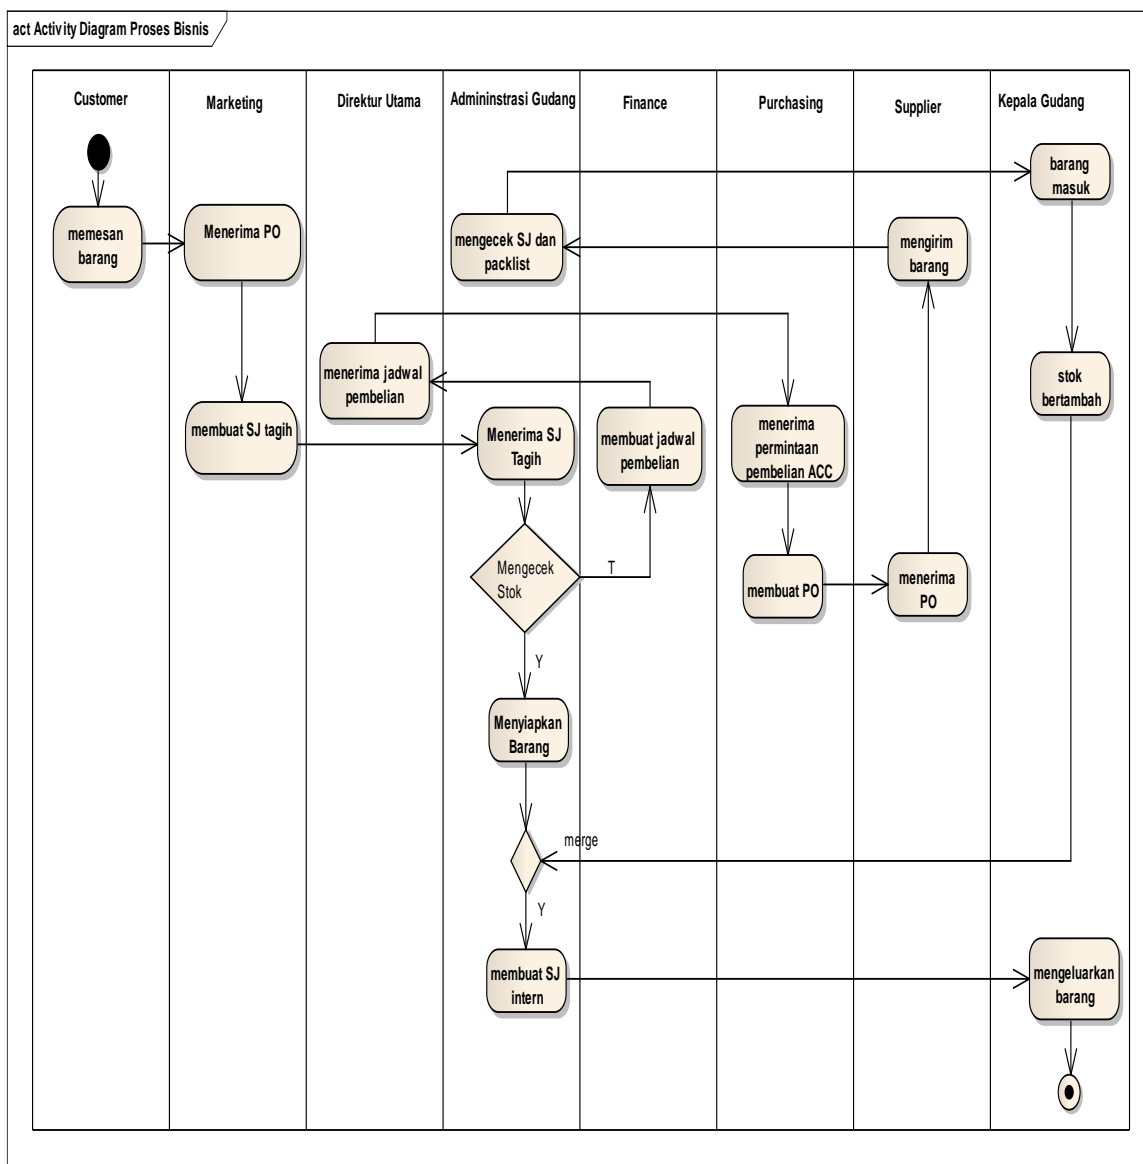 act Activity Diagram Proses Bisnis
Customer
Marketing
Direktur Utama
Admininstrasi Gudang
Finance
Purchasing
Supplier
Kepala Gudang
memesan
barang
Menerima PO
mengecek SJ dan
packlist
mengirim
barang
barang
masuk
menerima jadwal
pembelian
stok
bertambah
membuat SJ tagih
Menerima SJ
Tagih
membuat jadwal
pembelian
menerima
permintaan
pembelian ACC
Mengecek
Stok
T
membuat PO
menerima
PO
Y
Menyiapkan
Barang
merge
Y
membuat SJ
intern
mengeluarkan
barang